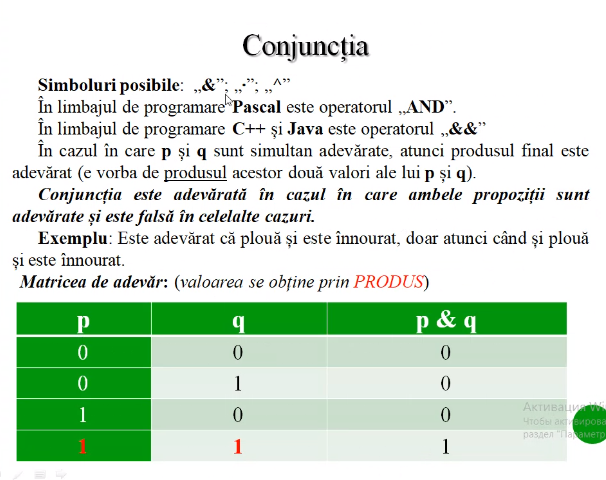 Conjuncția
Simboluri posibile: „&”; „·”; „^”
În limbajul de programare Pascal este operatorul „AND”.
În limbajul de programare C++ și Java este operatorul „&&”
În cazul în care p și q sunt simultan adevărate, atunci produsul final este
adevărat (e vorba de produsul acestor două valori ale lui p și q).
Conjuncția este adevărată în cazul în care ambele propoziții sunt
adevărate și este falsă în celelalte cazuri.
Exemplu: Este adevărat că plouă și este înnourat, doar atunci când și plouă
și este înnourat.
Matricea de adevăr: (valoarea se obține prin PRODUS)
p q p & q
0 0 0
0 1 0
1 0 0
1 1 1
Активация Wi
Чтобы активирова
раздел "Параметр